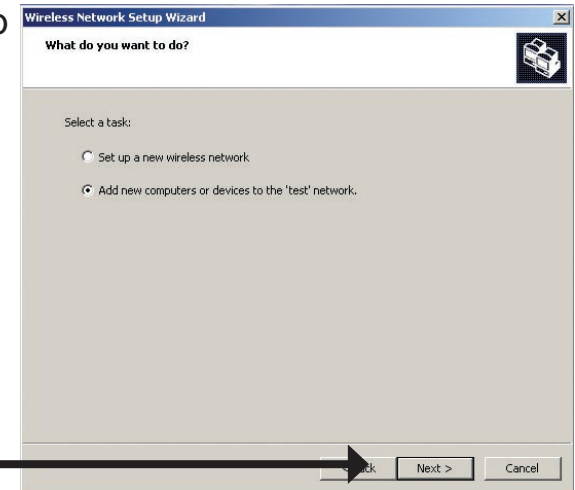 Wireless Network Setup Wizard
What do you want to do?
Select a task:
Set up a new wireless network
Add new computers or devices to the 'test' network.
Next >
Cancel